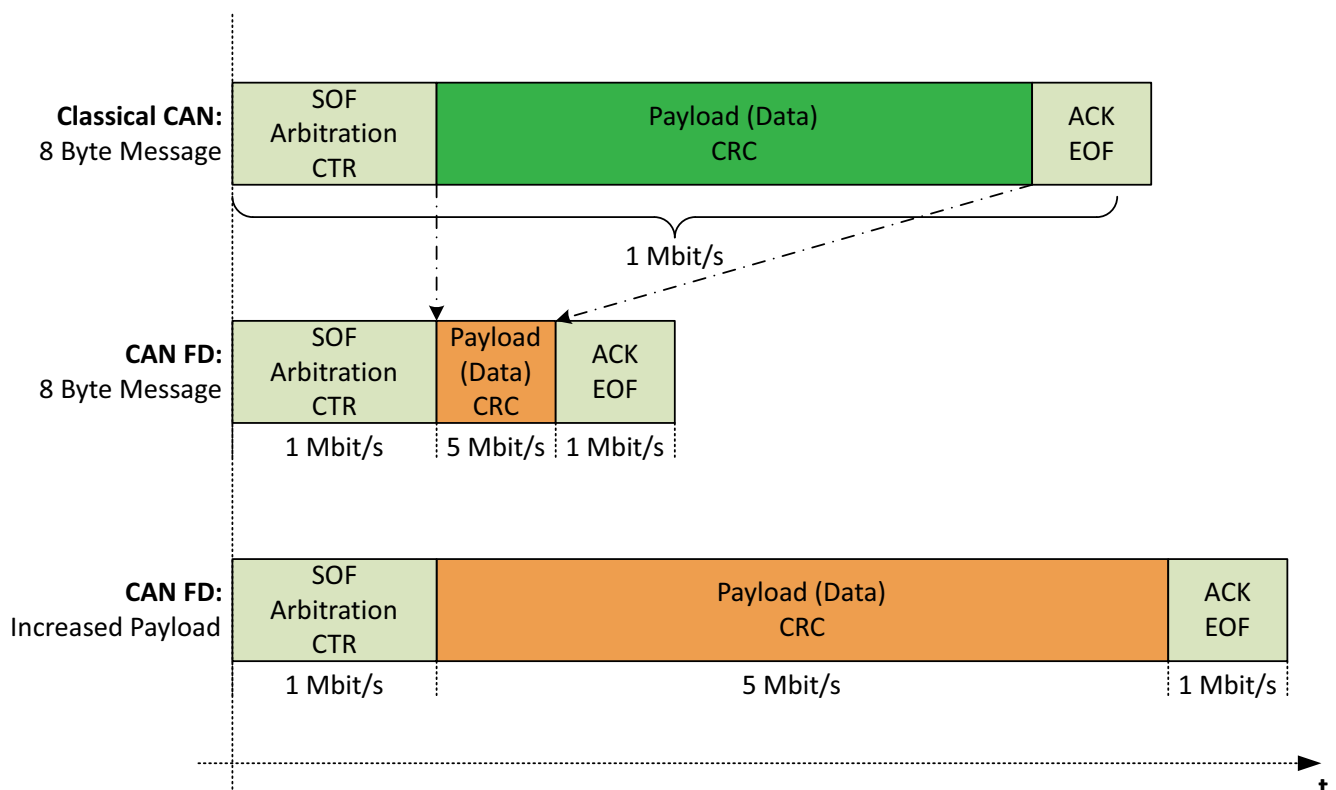 Classical CAN:
8 Byte Message
SOF
Arbitration
CTR
Payload (Data)
CRC
ACK
EOF
1 Mbit/s
CAN FD:
8 Byte Message
SOF
Arbitration
CTR
Payload
(Data)
CRC
ACK
EOF
1 Mbit/s
5 Mbit/s
1 Mbit/s
CAN FD:
Increased Payload
SOF
Arbitration
CTR
Payload (Data)
CRC
ACK
EOF
1 Mbit/s
5 Mbit/s
1 Mbit/s
t